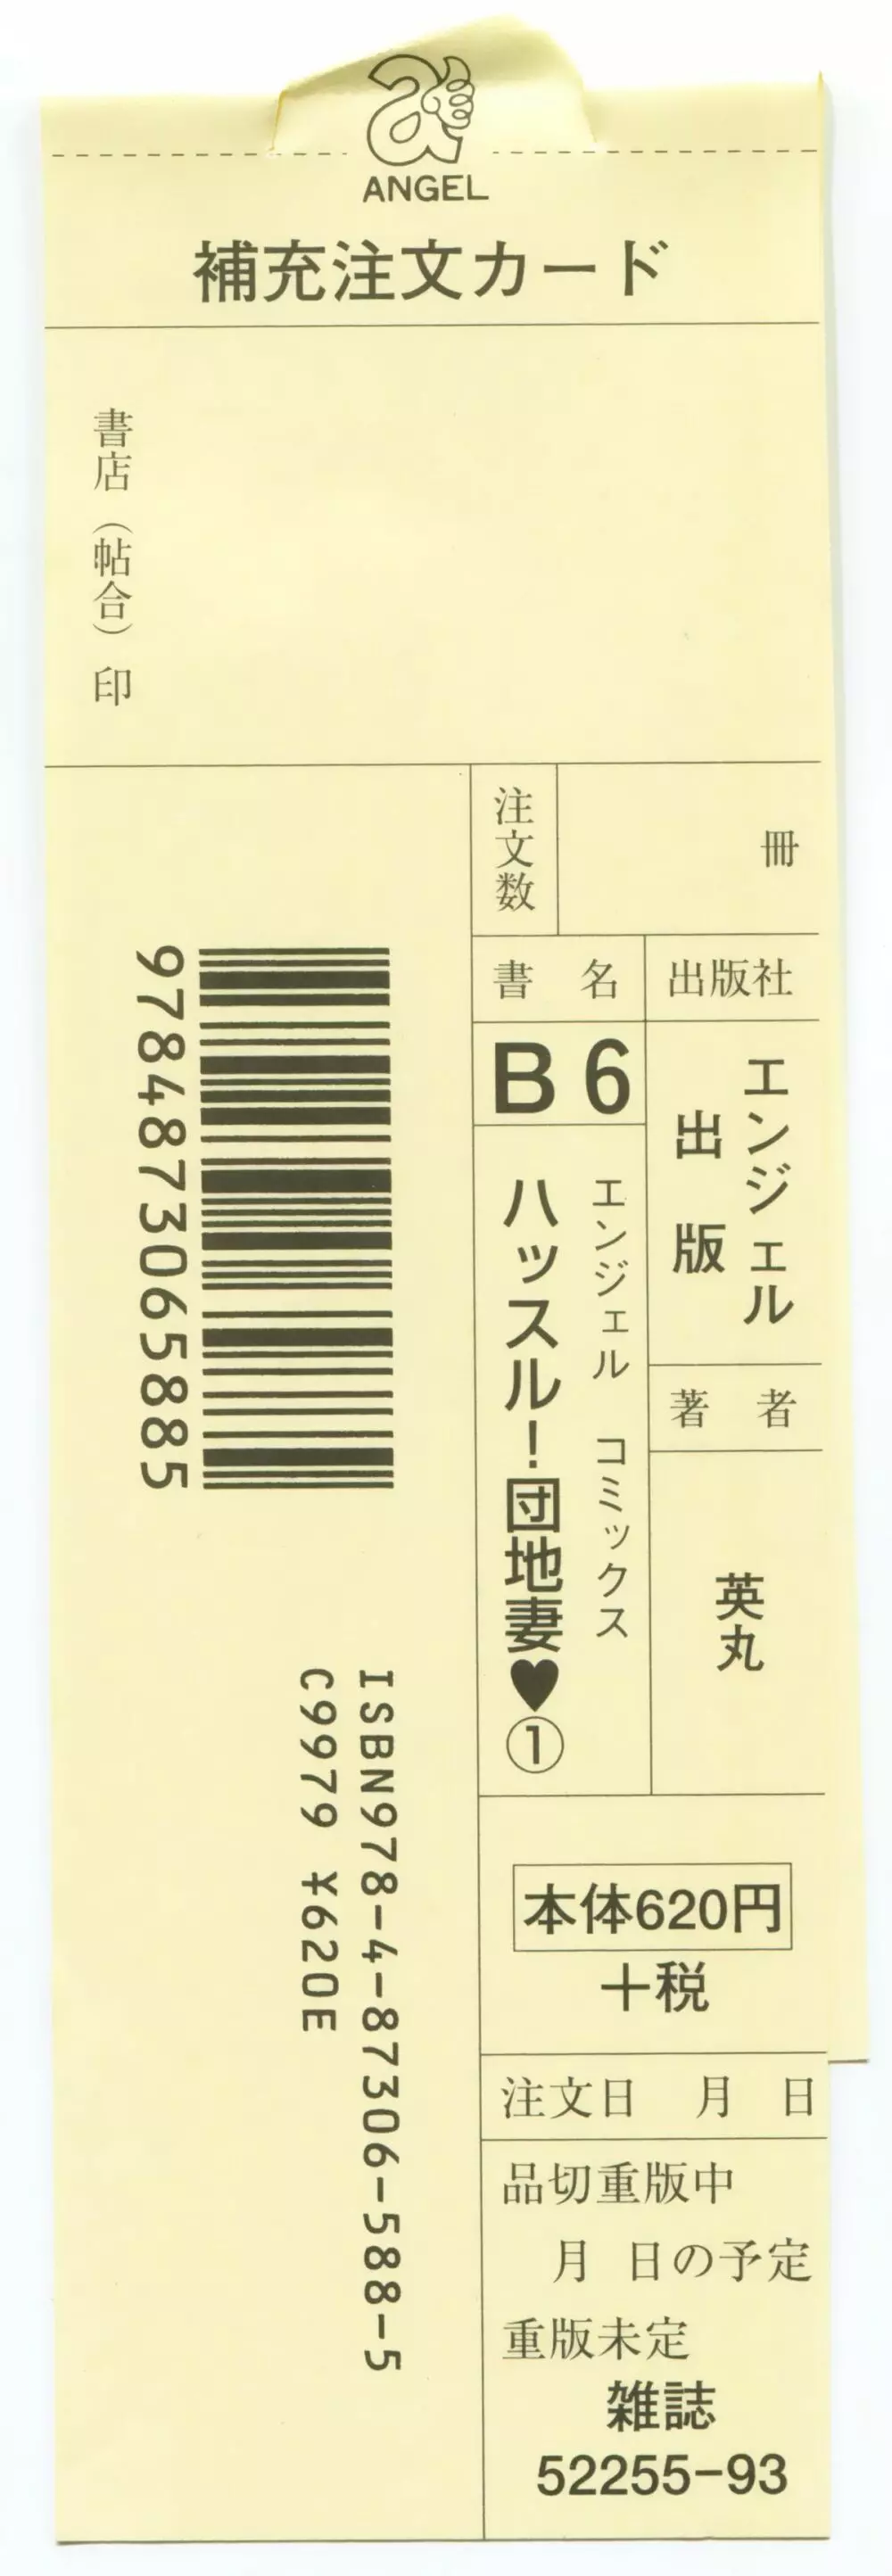 ANGEL
補充注文カード
書店（帖合）印
注文数
冊
書名
出版社
B6
エンジェル出版
エンジェルコミックス
ハッスル！団地妻♥①
著者
英丸
9784873065885
ISBN978-4-87306-588-5
C9979 ¥620E
本体620円
＋税
注文日 月 日
品切重版中
月 日の予定
重版未定
雑誌
52255-93